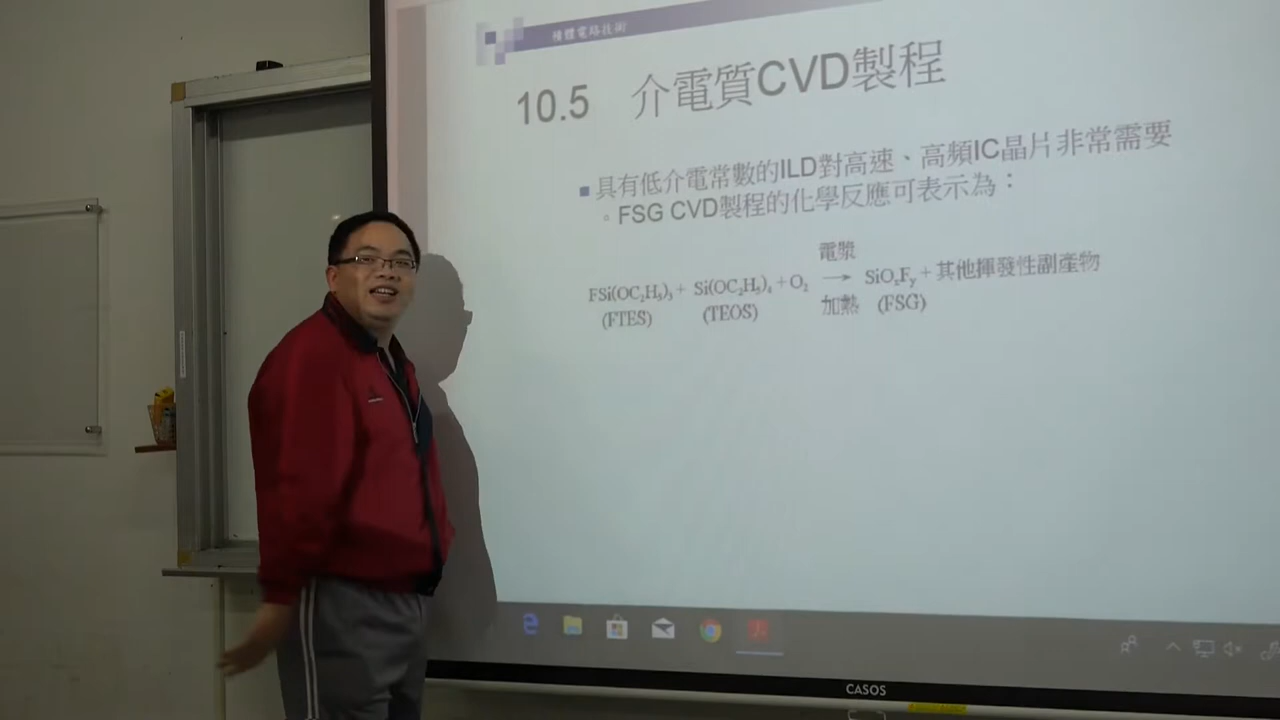 積體電路技術
10.5 介電質CVD製程
■ 具有低介電常數的ILD對高速、高頻IC晶片非常需要
▫ FSG CVD製程的化學反應可表示為：
電漿
FSi(OC₂H₅)₃ + Si(OC₂H₅)₄ + O₂ → SiOₓFᵧ + 其他揮發性副產物
(FTES) (TEOS) 加熱 (FSG)
CASOS